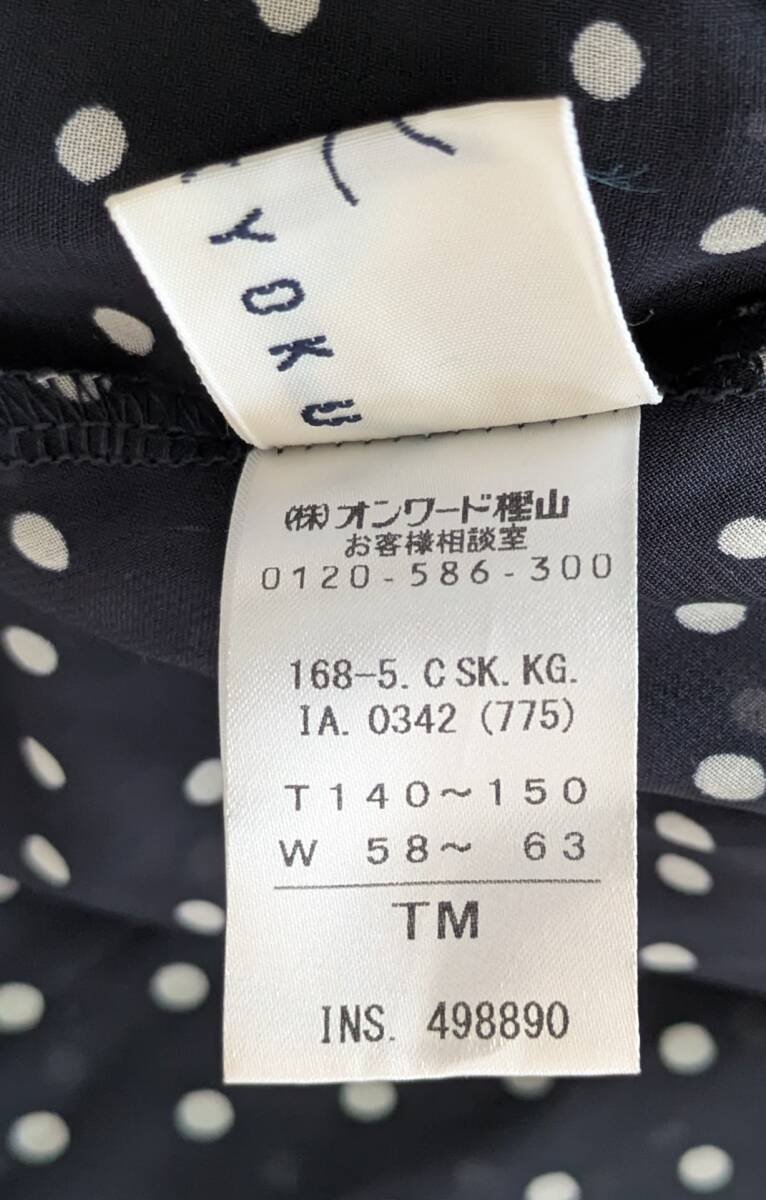 KYOKU
(株)オンワード樫山
お客様相談室
0120-586-300
168-5. C SK. KG.
IA. 0342 (775)
T 140~150
W 58~ 63
TM
INS. 498890